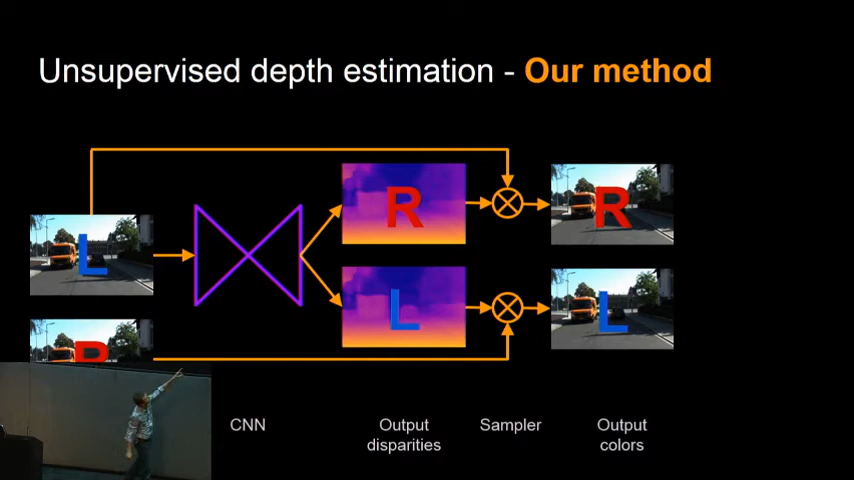 Unsupervised depth estimation - Our method
R
R
L
L
L
R
CNN
Output
disparities
Sampler
Output
colors